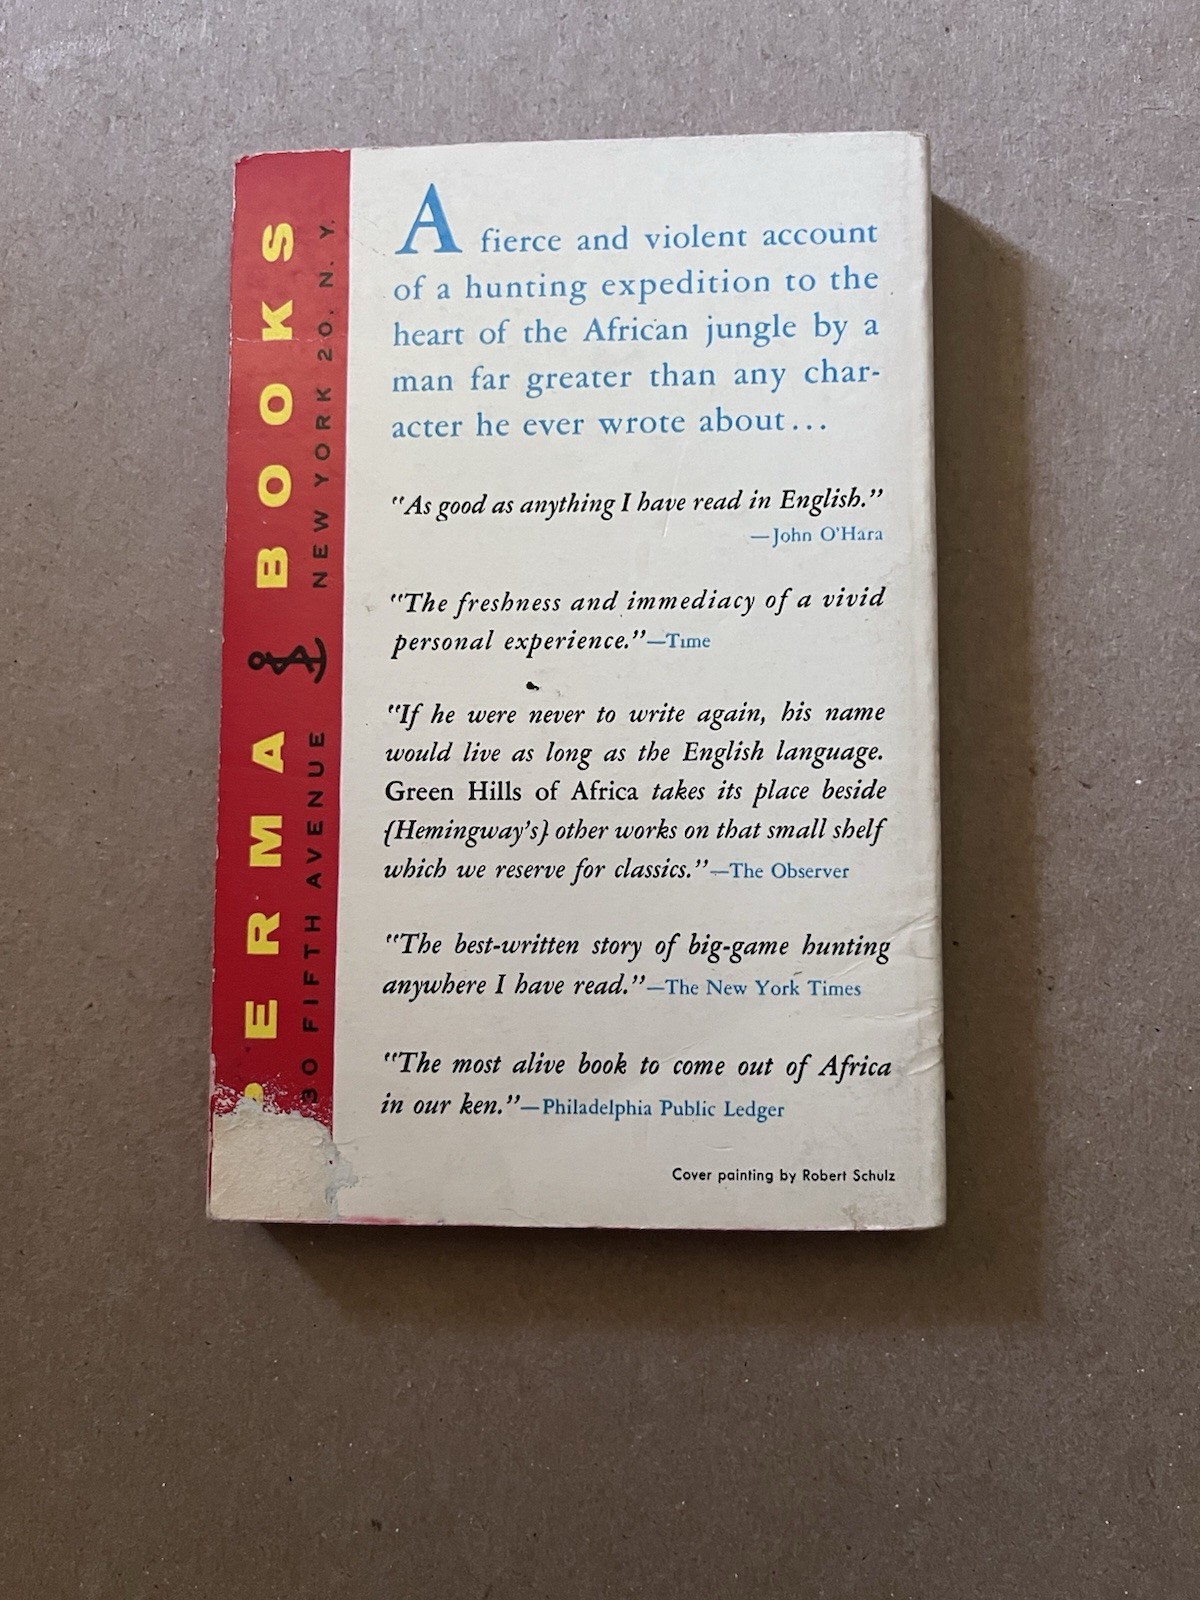 A fierce and violent account
of a hunting expedition to the
heart of the African jungle by a
man far greater than any char-
acter he ever wrote about...
"As good as anything I have read in English."
—John O'Hara
"The freshness and immediacy of a vivid
personal experience."—Time
"If he were never to write again, his name
would live as long as the English language.
Green Hills of Africa takes its place beside
{Hemingway's} other works on that small shelf
which we reserve for classics."—The Observer
"The best-written story of big-game hunting
anywhere I have read."—The New York Times
"The most alive book to come out of Africa
in our ken."—Philadelphia Public Ledger
Cover painting by Robert Schulz
PERMA BOOKS
30 FIFTH AVENUE NEW YORK 20. N. Y.